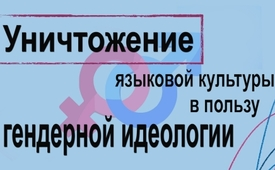 Уничтожение
языковой культуры
в пользу
гендерной идеологии